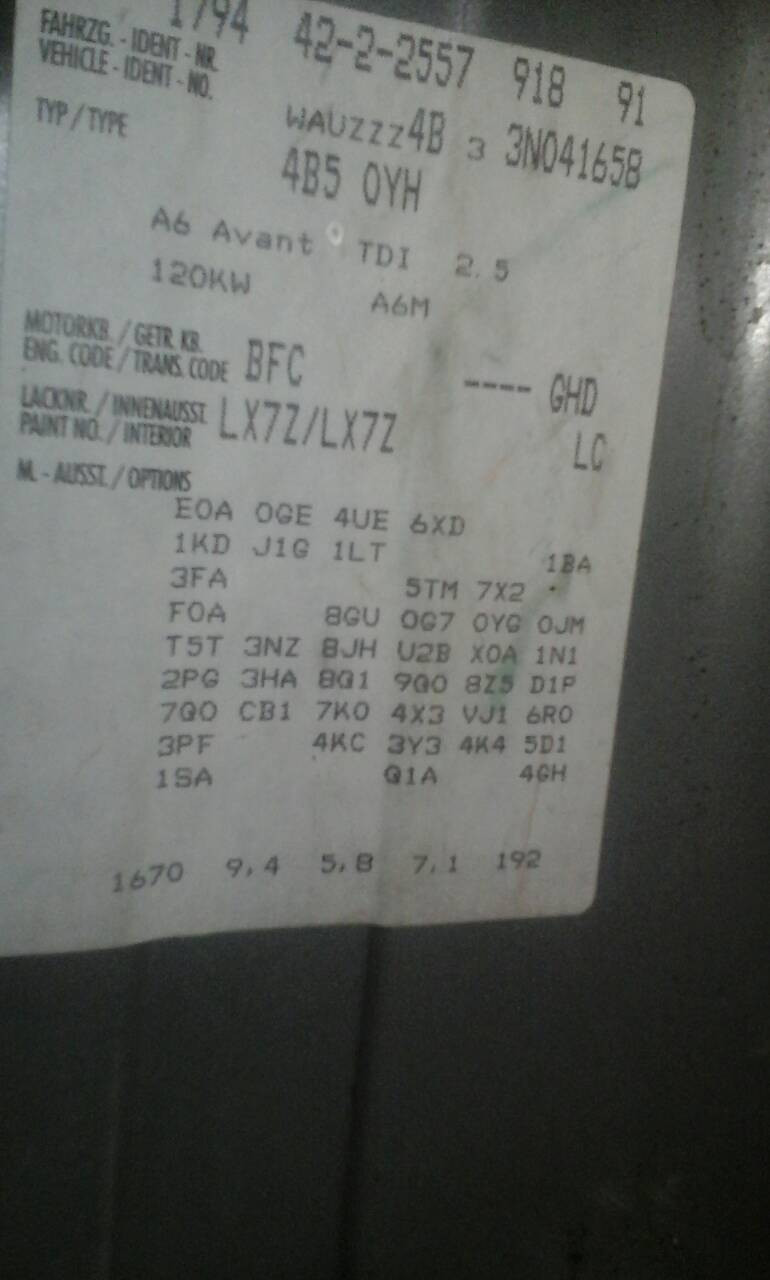 1794 42-2-2557 918 91
FAHRZG. - IDENT - NR.
VEHICLE - IDENT - NO.
WAUZZZ4B 3 3N041658
TYP / TYPE
4B5 0YH
A6 Avant TDI 2.5
120KW A6M
MOTORKB. / GETR. KB.
ENG. CODE / TRANS. CODE BFC ---- GHD
LACKNR. / INNENAUSST.
PAINT NO. / INTERIOR LX7Z/LX7Z LC
M. - AUSST. / OPTIONS
E0A 0GE 4UE 6XD
1KD J1G 1LT 1BA
3FA 5TM 7X2
F0A 8GU 0G7 0YG 0JM
T5T 3NZ 8JH U2B X0A 1N1
2PG 3HA 8Q1 9Q0 8Z5 D1P
7Q0 CB1 7K0 4X3 VJ1 6R0
3PF 4KC 3Y3 4K4 5D1
1SA Q1A 4GH
1670 9,4 5,8 7,1 192